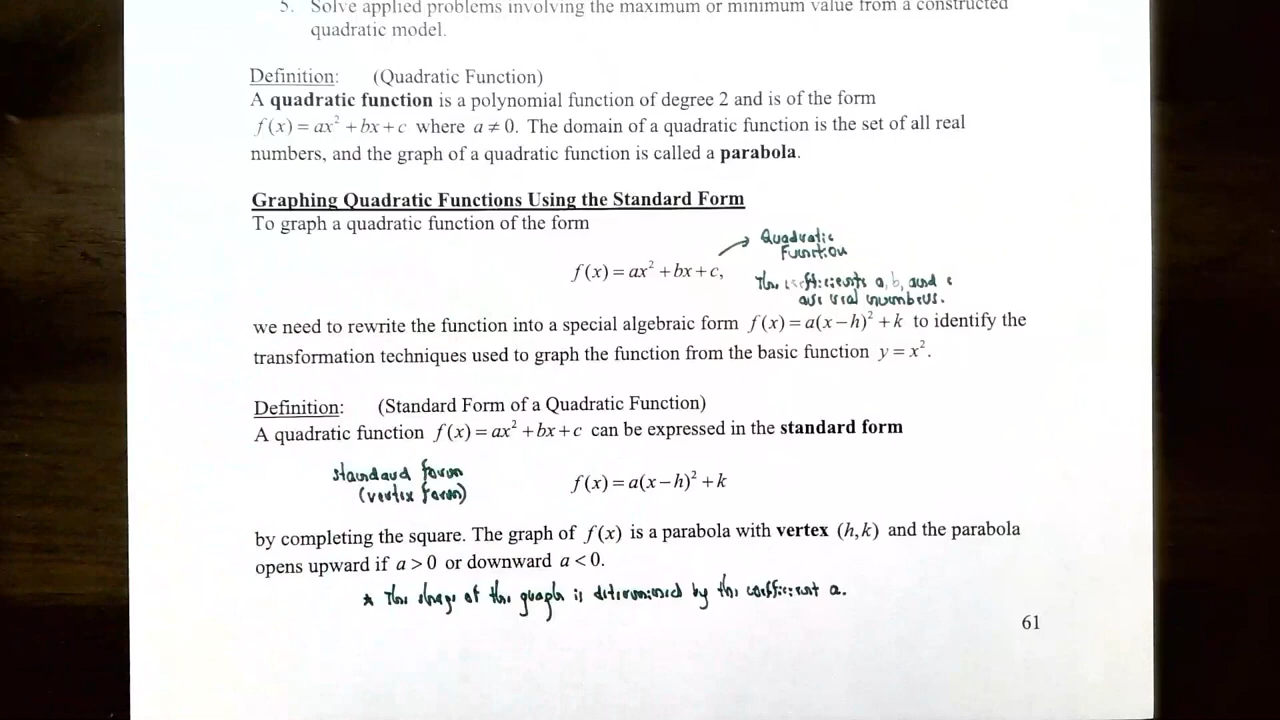 5. Solve applied problems involving the maximum or minimum value from a constructed
quadratic model.
Definition: (Quadratic Function)
A quadratic function is a polynomial function of degree 2 and is of the form
f(x) = ax² + bx + c where a ≠ 0. The domain of a quadratic function is the set of all real
numbers, and the graph of a quadratic function is called a parabola.
Graphing Quadratic Functions Using the Standard Form
To graph a quadratic function of the form
→ Quadratic
Function
f(x) = ax² + bx + c,
The coefficients a, b, and c
are real numbers.
we need to rewrite the function into a special algebraic form f(x) = a(x − h)² + k to identify the
transformation techniques used to graph the function from the basic function y = x².
Definition: (Standard Form of a Quadratic Function)
A quadratic function f(x) = ax² + bx + c can be expressed in the standard form
standard form
(vertex form)
f(x) = a(x − h)² + k
by completing the square. The graph of f(x) is a parabola with vertex (h, k) and the parabola
opens upward if a > 0 or downward a < 0.
* The shape of the graph is determined by the coefficient a.
61